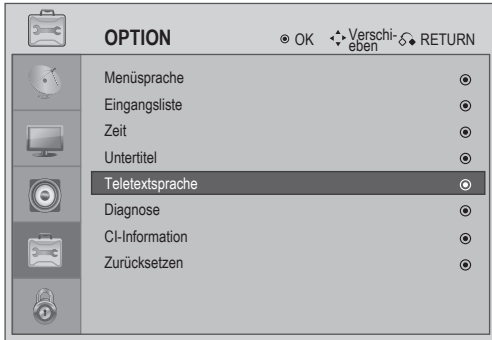 OPTION OK Verschi-eben RETURN
Menüsprache
Eingangsliste
Zeit
Untertitel
Teletextsprache
Diagnose
CI-Information
Zurücksetzen